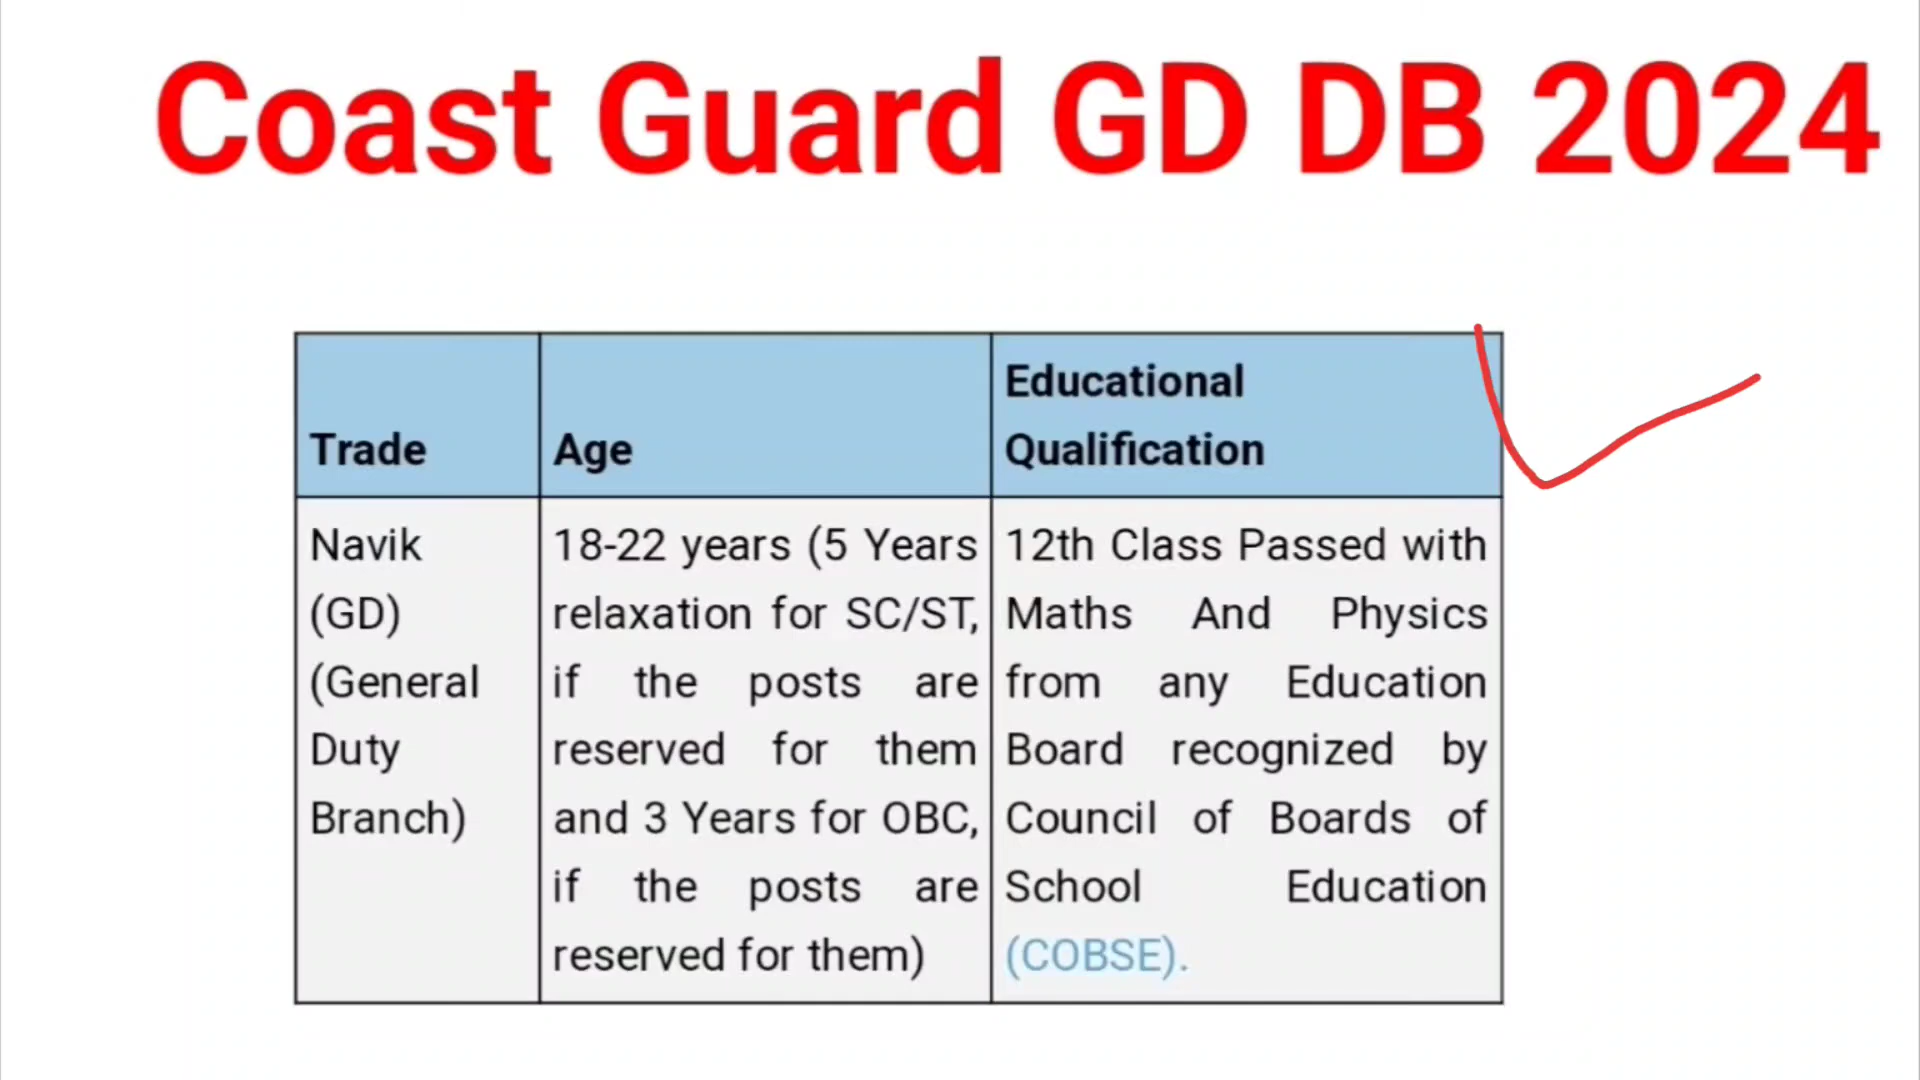 Coast Guard GD DB 2024
Trade
Age
Educational
Qualification
Navik
(GD)
(General
Duty
Branch)
18-22 years (5 Years
relaxation for SC/ST,
if the posts are
reserved for them
and 3 Years for OBC,
if the posts are
reserved for them)
12th Class Passed with
Maths And Physics
from any Education
Board recognized by
Council of Boards of
School Education
(COBSE).